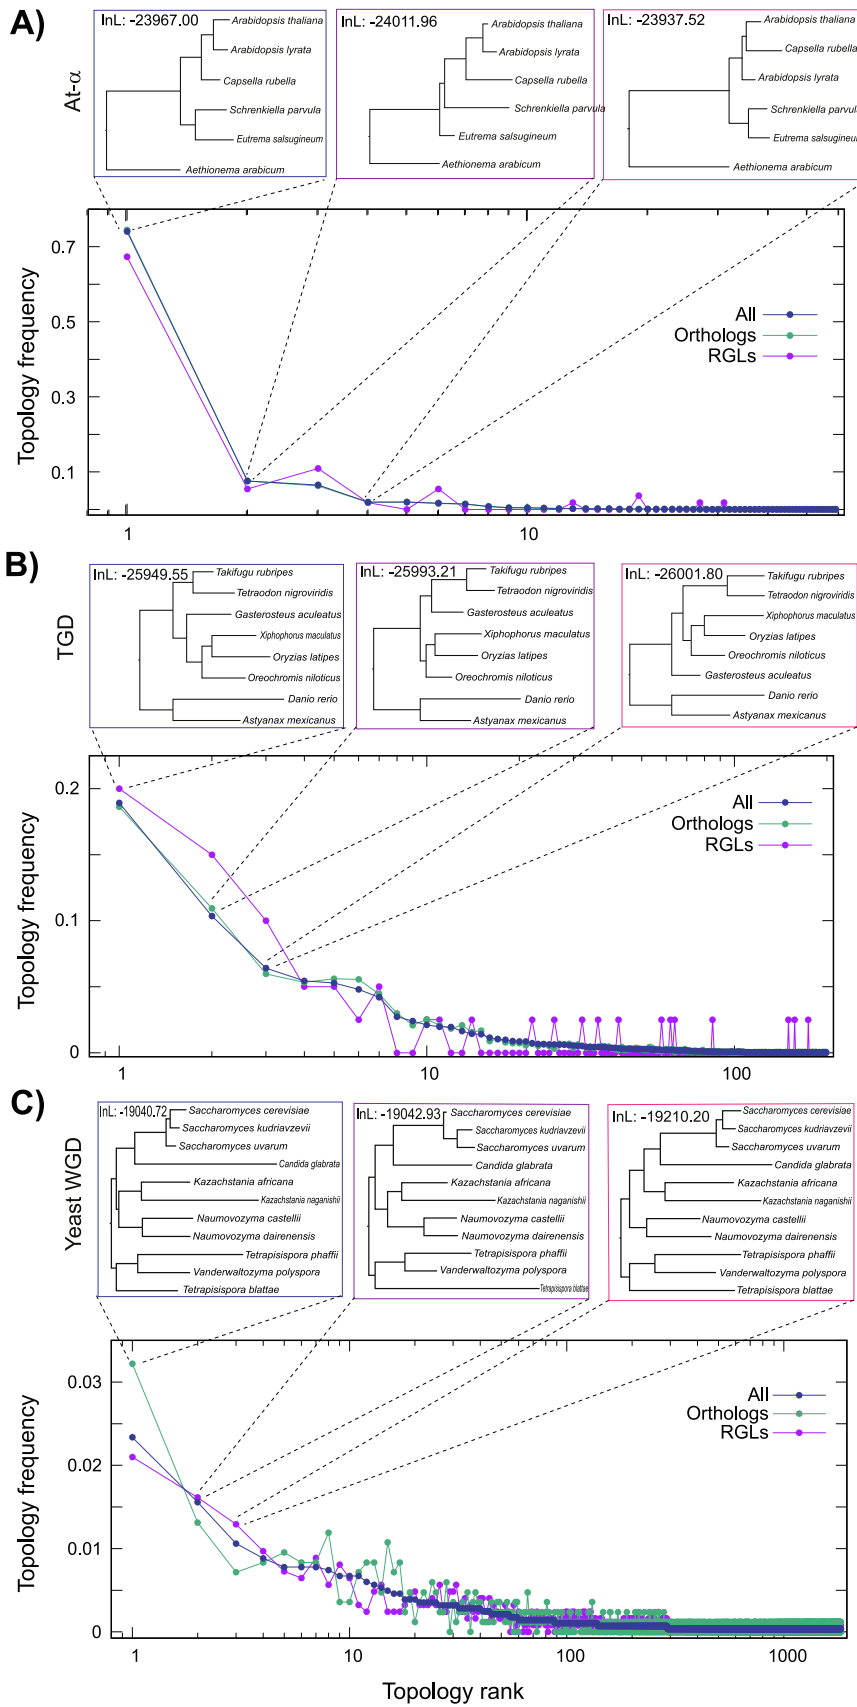 A)
At-α
InL: -23967.00
Arabidopsis thaliana
Arabidopsis lyrata
Capsella rubella
Schrenkiella parvula
Eutrema salsugineum
Aethionema arabicum
InL: -24011.96
Arabidopsis thaliana
Arabidopsis lyrata
Capsella rubella
Schrenkiella parvula
Eutrema salsugineum
Aethionema arabicum
InL: -23937.52
Arabidopsis thaliana
Capsella rubella
Arabidopsis lyrata
Schrenkiella parvula
Eutrema salsugineum
Aethionema arabicum
Topology frequency
0.7
0.5
0.3
0.1
1
10
All
Orthologs
RGLs
B)
TGD
InL: -25949.55
Takifugu rubripes
Tetraodon nigroviridis
Gasterosteus aculeatus
Xiphophorus maculatus
Oryzias latipes
Oreochromis niloticus
Danio rerio
Astyanax mexicanus
InL: -25993.21
Takifugu rubripes
Tetraodon nigroviridis
Gasterosteus aculeatus
Xiphophorus maculatus
Oryzias latipes
Oreochromis niloticus
Danio rerio
Astyanax mexicanus
InL: -26001.80
Takifugu rubripes
Tetraodon nigroviridis
Xiphophorus maculatus
Oryzias latipes
Oreochromis niloticus
Gasterosteus aculeatus
Danio rerio
Astyanax mexicanus
Topology frequency
0.2
0.1
0
1
10
100
All
Orthologs
RGLs
C)
Yeast WGD
InL: -19040.72
Saccharomyces cerevisiae
Saccharomyces kudriavzevii
Saccharomyces uvarum
Candida glabrata
Kazachstania africana
Kazachstania naganishii
Naumovozyma castellii
Naumovozyma dairenensis
Tetrapisispora phaffii
Vanderwaltozyma polyspora
Tetrapisispora blattae
InL: -19042.93
Saccharomyces cerevisiae
Saccharomyces kudriavzevii
Saccharomyces uvarum
Candida glabrata
Kazachstania africana
Kazachstania naganishii
Naumovozyma castellii
Naumovozyma dairenensis
Tetrapisispora phaffii
Vanderwaltozyma polyspora
Tetrapisispora blattae
InL: -19210.20
Saccharomyces cerevisiae
Saccharomyces kudriavzevii
Saccharomyces uvarum
Candida glabrata
Kazachstania africana
Kazachstania naganishii
Naumovozyma castellii
Naumovozyma dairenensis
Tetrapisispora phaffii
Vanderwaltozyma polyspora
Tetrapisispora blattae
Topology frequency
0.03
0.02
0.01
0
1
10
100
1000
All
Orthologs
RGLs
Topology rank